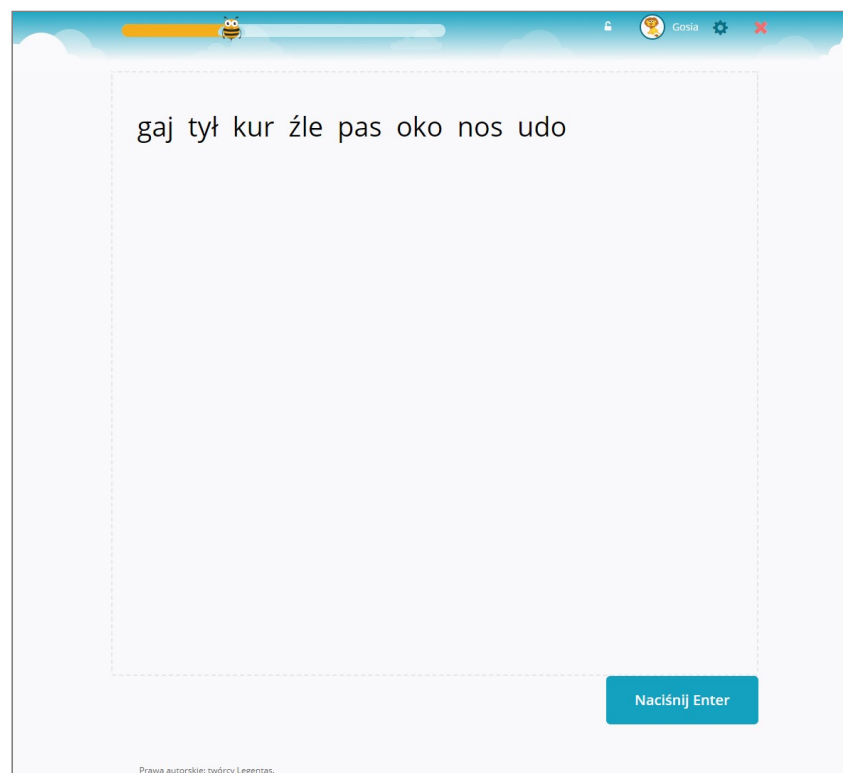 Gosia
gaj tył kur źle pas oko nos udo
Naciśnij Enter
Prawa autorskie: twórcy Legentas.